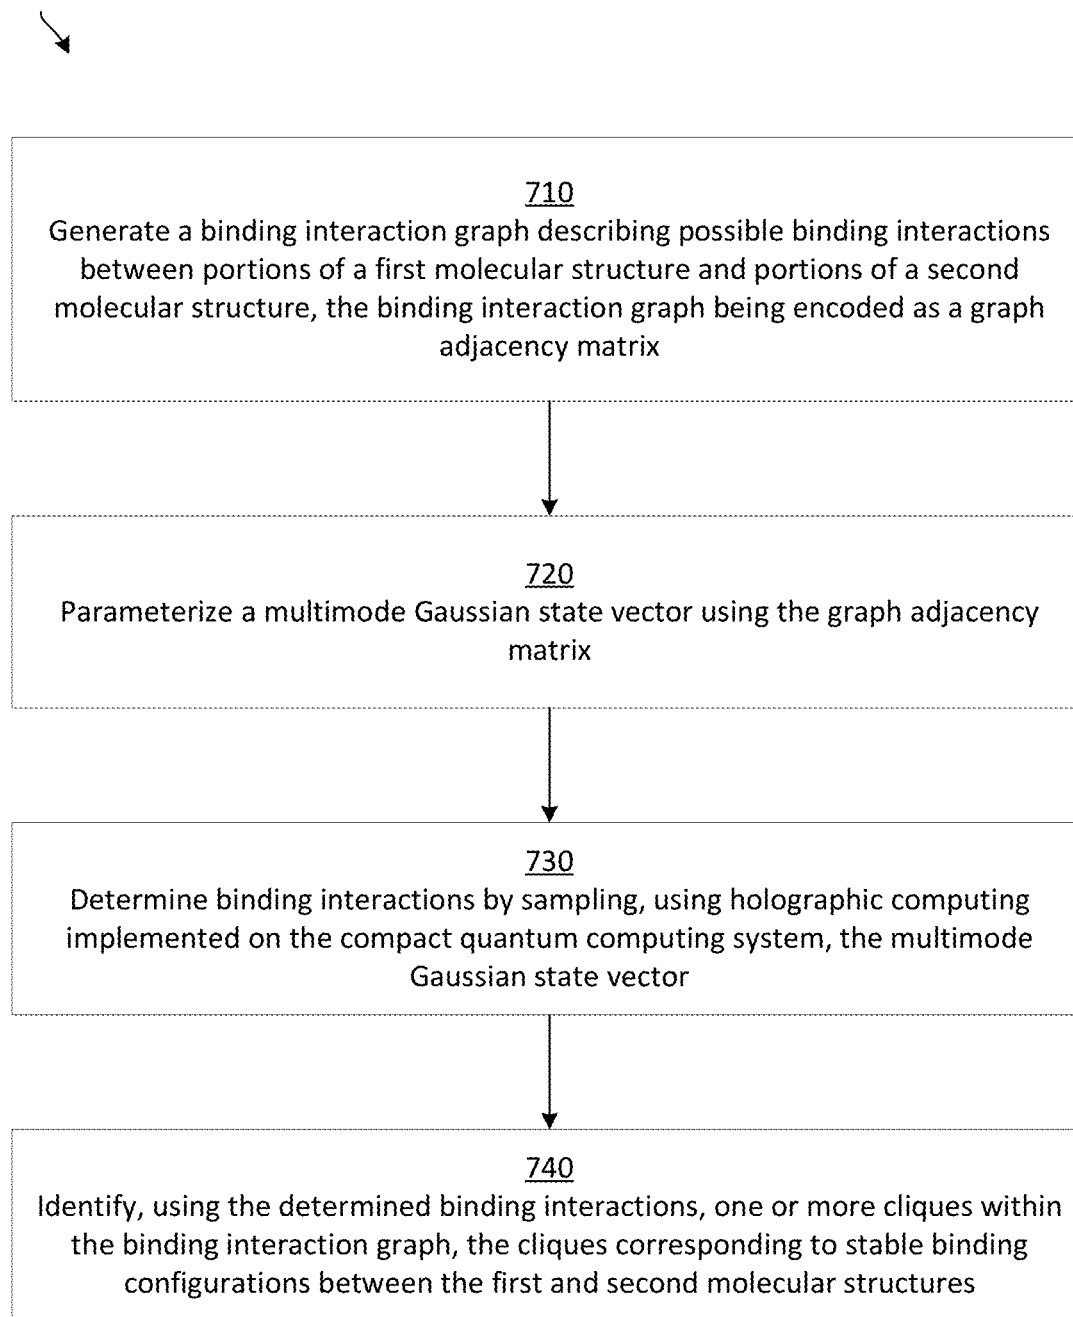 710
Generate a binding interaction graph describing possible binding interactions
between portions of a first molecular structure and portions of a second
molecular structure, the binding interaction graph being encoded as a graph
adjacency matrix
720
Parameterize a multimode Gaussian state vector using the graph adjacency
matrix
730
Determine binding interactions by sampling, using holographic computing
implemented on the compact quantum computing system, the multimode
Gaussian state vector
740
Identify, using the determined binding interactions, one or more cliques within
the binding interaction graph, the cliques corresponding to stable binding
configurations between the first and second molecular structures